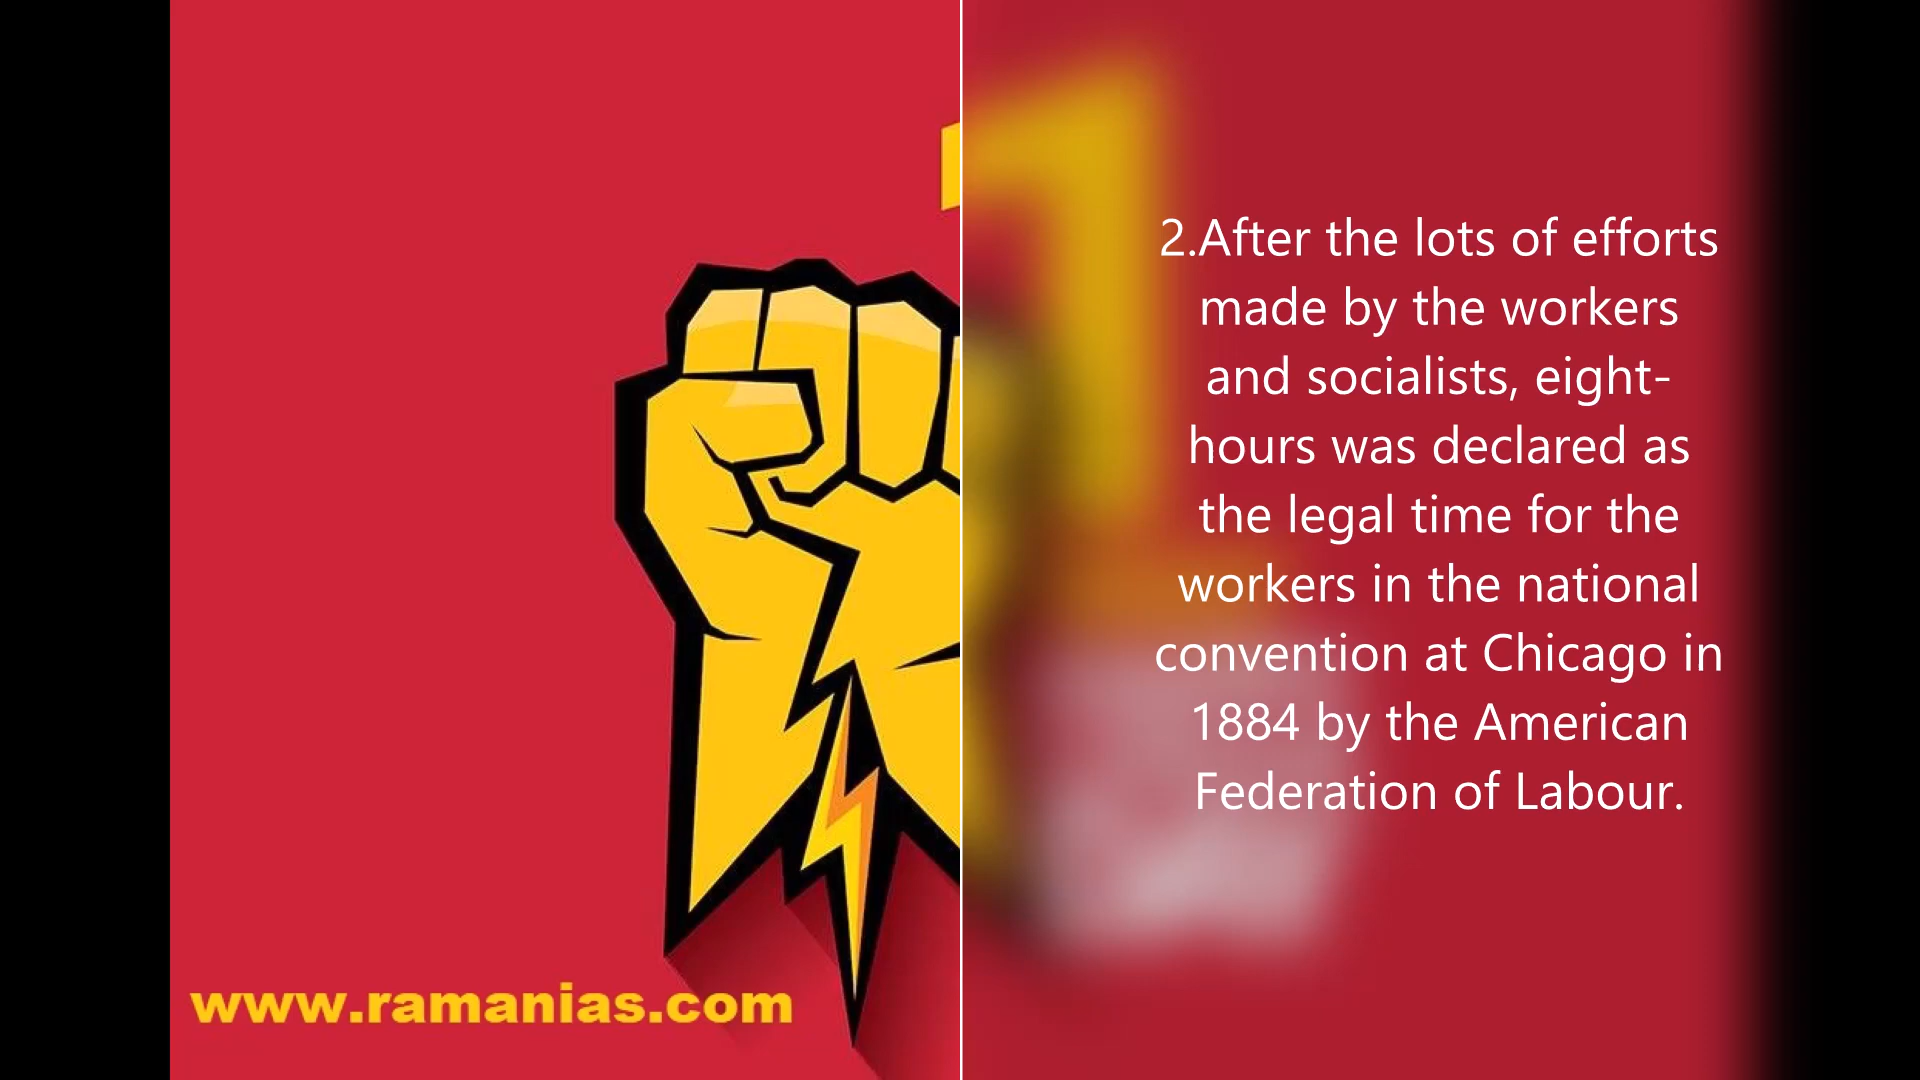 2.After the lots of efforts
made by the workers
and socialists, eight-
hours was declared as
the legal time for the
workers in the national
convention at Chicago in
1884 by the American
Federation of Labour.
www.ramanias.com